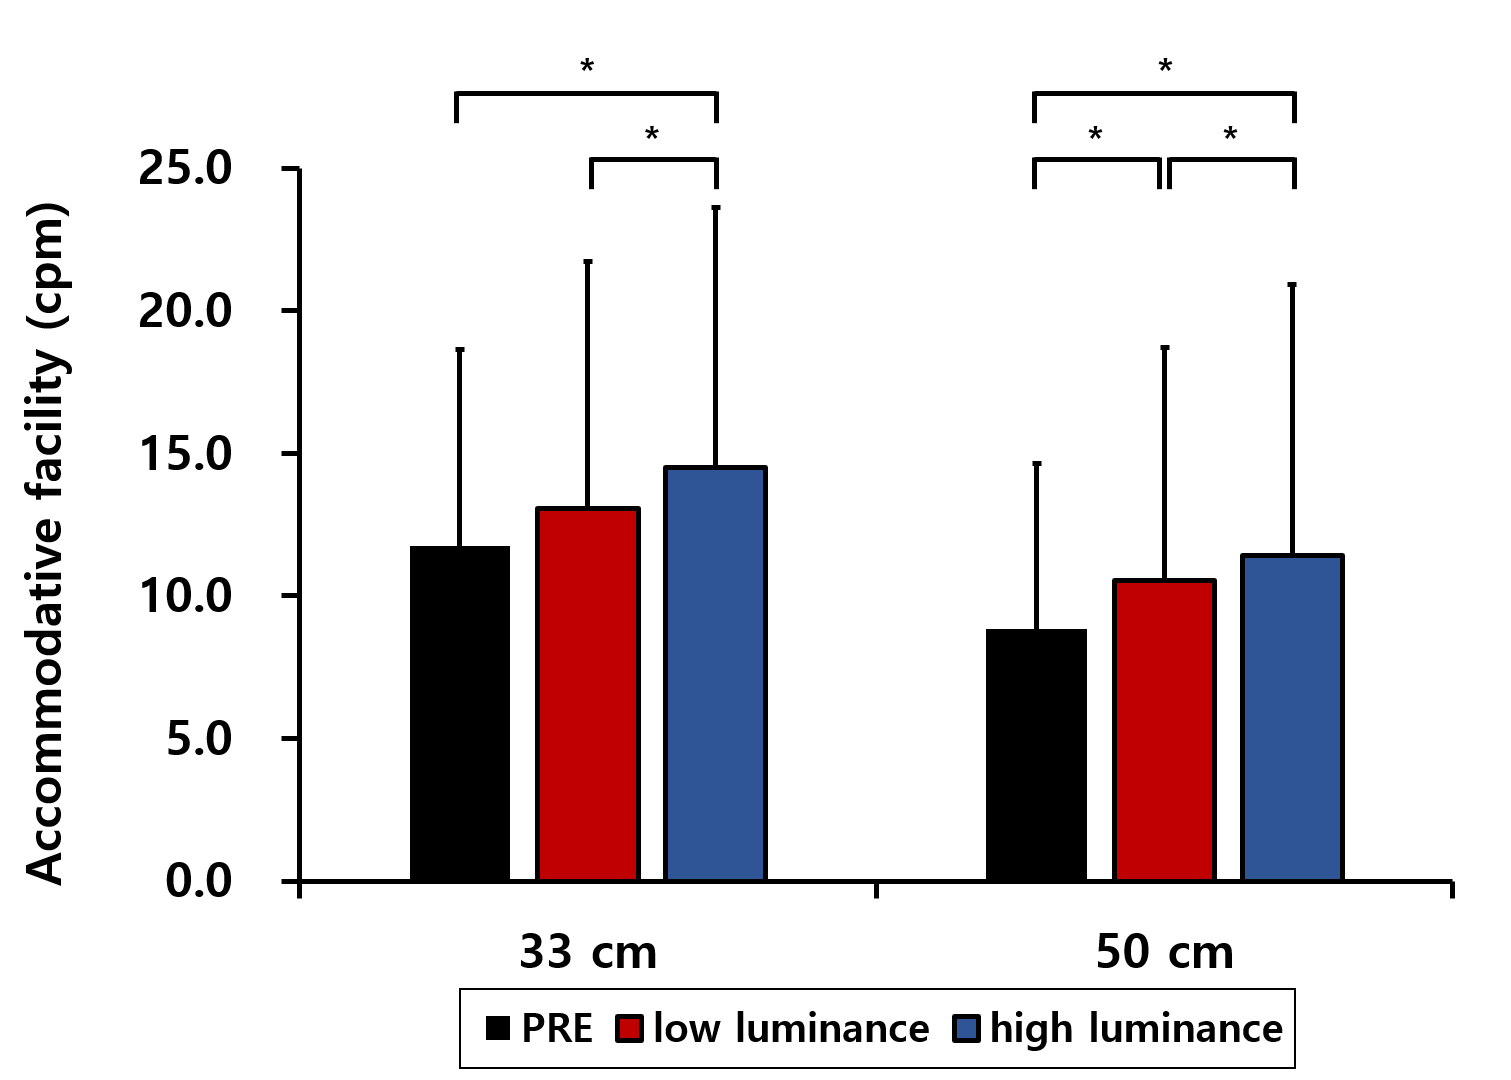 *
*
*
*
*
25.0
20.0
15.0
10.0
5.0
0.0
Accommodative facility (cpm)
33 cm
50 cm
PRE low luminance high luminance